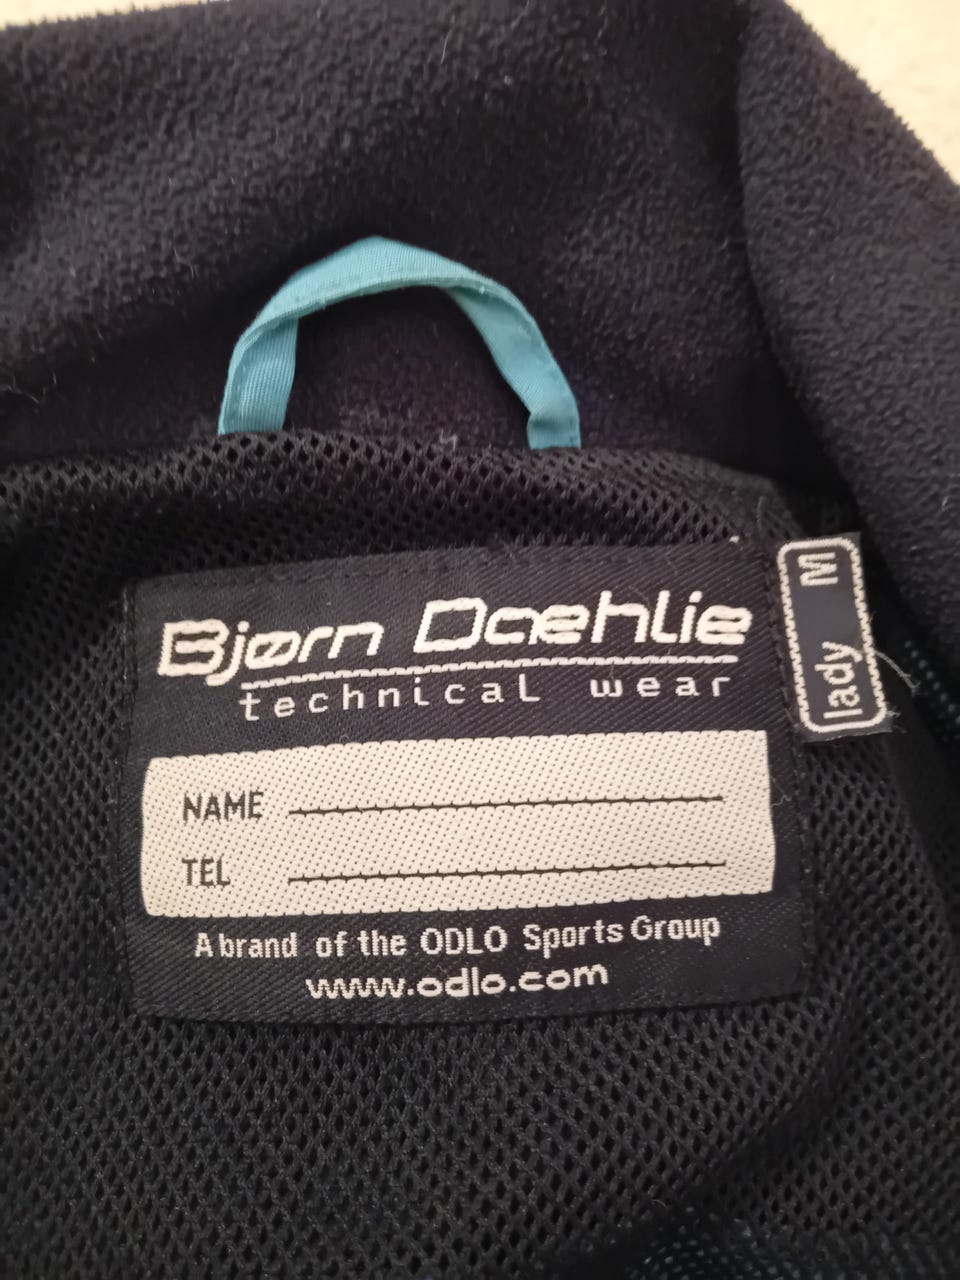 Bjørn Dæhlie
technical wear
NAME
TEL
A brand of the ODLO Sports Group
www.odlo.com
lady M